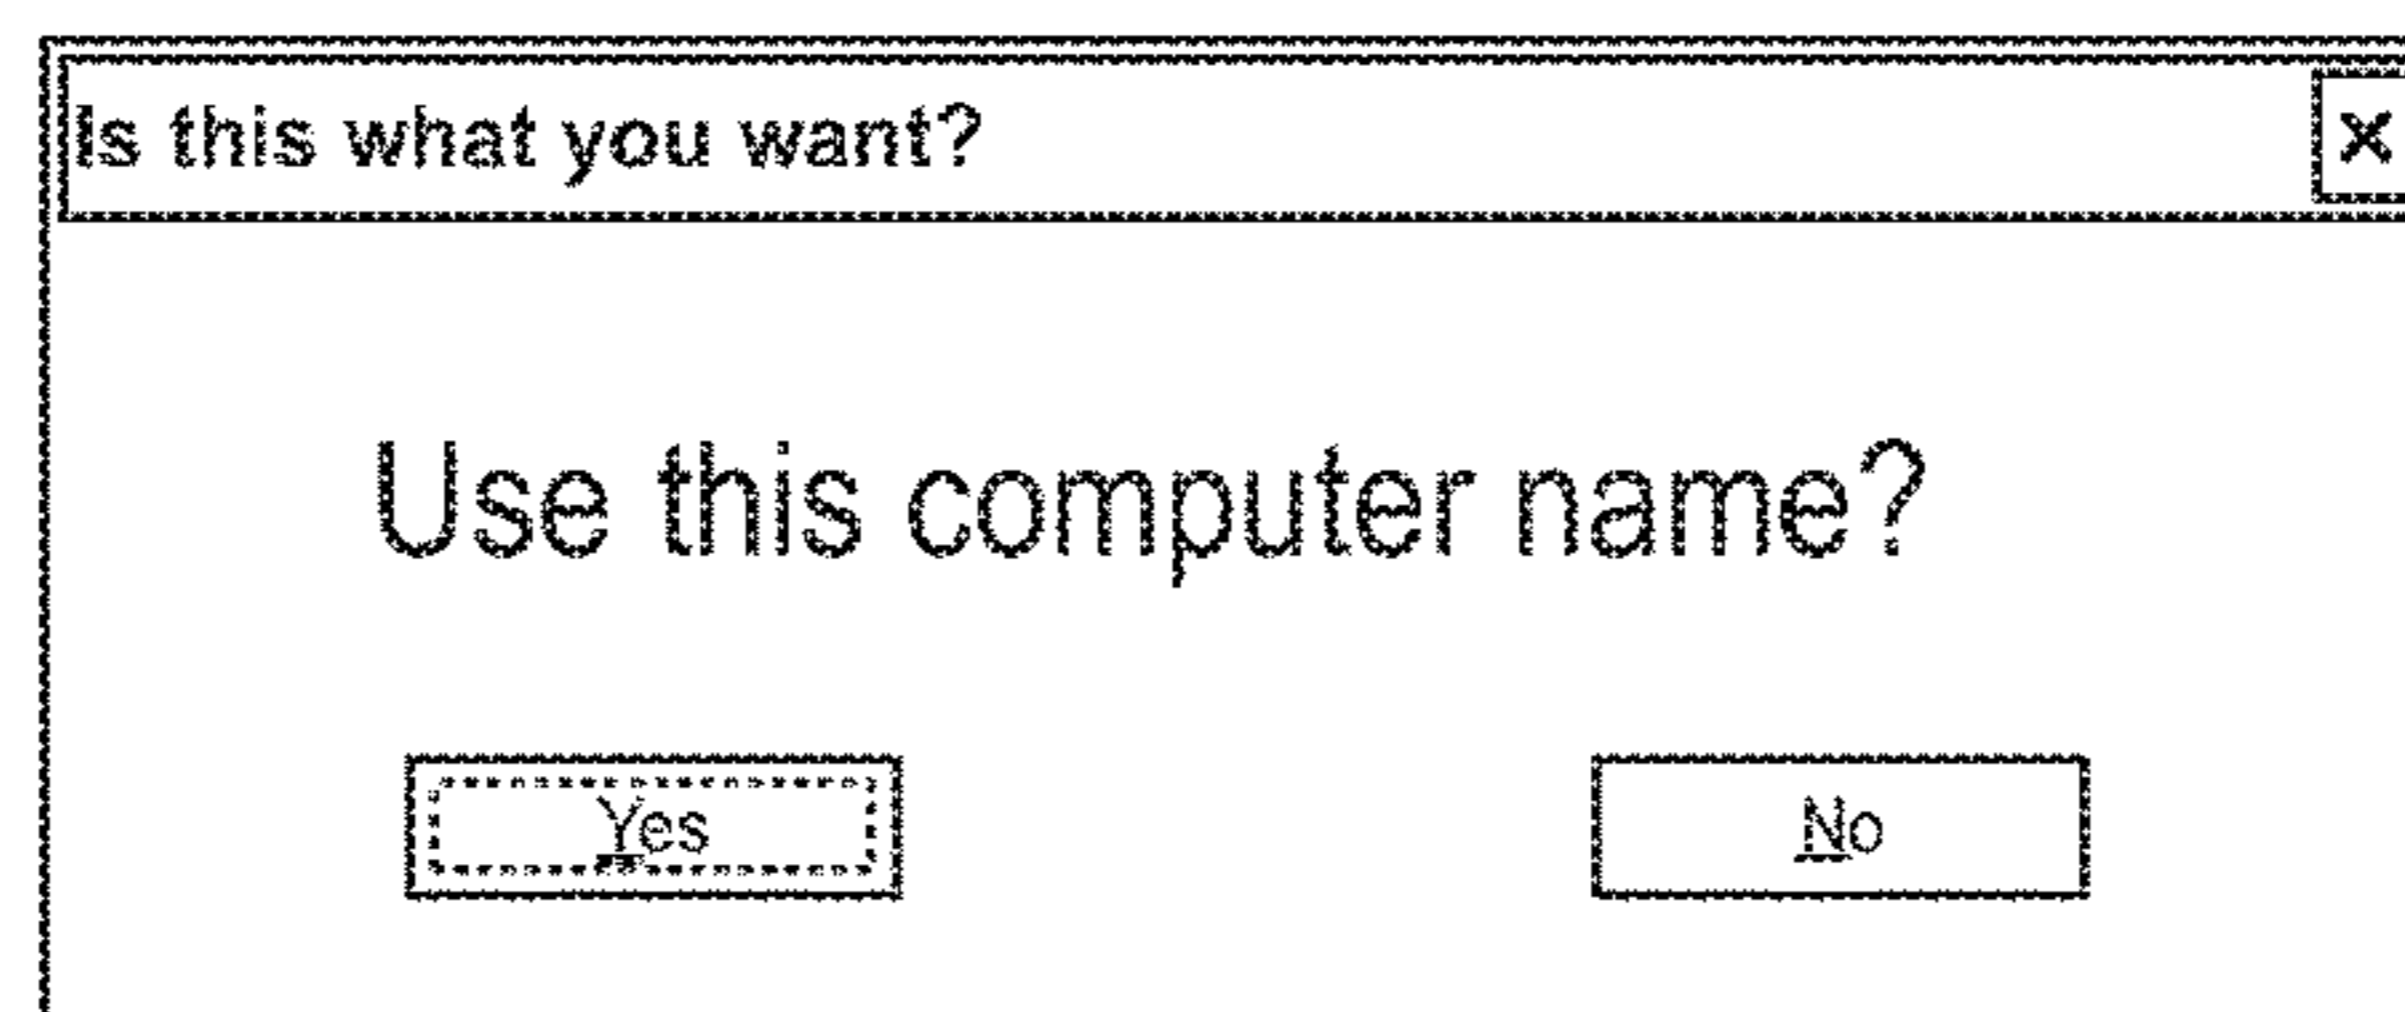 Is this what you want?
Use this computer name?
Yes
No